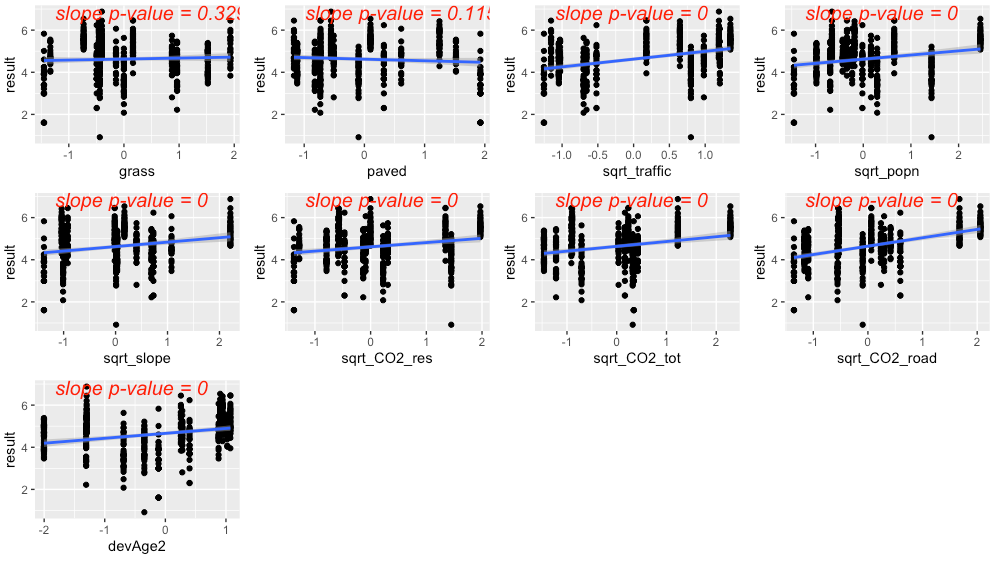 slope p-value = 0.329
slope p-value = 0.115
slope p-value = 0
slope p-value = 0
result
6
4
2
-1
0
1
2
grass
result
6
4
2
-1
0
1
2
paved
result
6
4
2
-1.0
-0.5
0.0
0.5
1.0
sqrt_traffic
result
6
4
2
-1
0
1
2
sqrt_popn
slope p-value = 0
slope p-value = 0
slope p-value = 0
slope p-value = 0
result
6
4
2
-1
0
1
2
sqrt_slope
result
6
4
2
-1
0
1
2
sqrt_CO2_res
result
6
4
2
-1
0
1
2
sqrt_CO2_tot
result
6
4
2
-1
0
1
2
sqrt_CO2_road
slope p-value = 0
result
6
4
2
-2
-1
0
1
devAge2